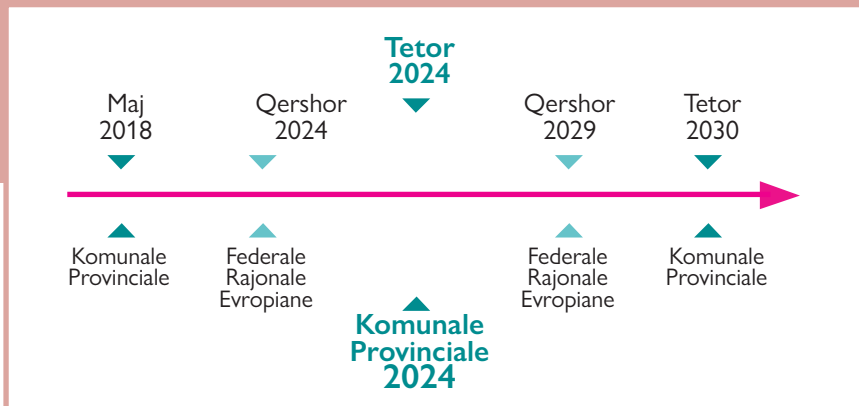 Tetor
2024
Maj
2018
Qershor
2024
Qershor
2029
Tetor
2030
Komunale
Provinciale
Federale
Rajonale
Evropiane
Komunale
Provinciale
2024
Federale
Rajonale
Evropiane
Komunale
Provinciale